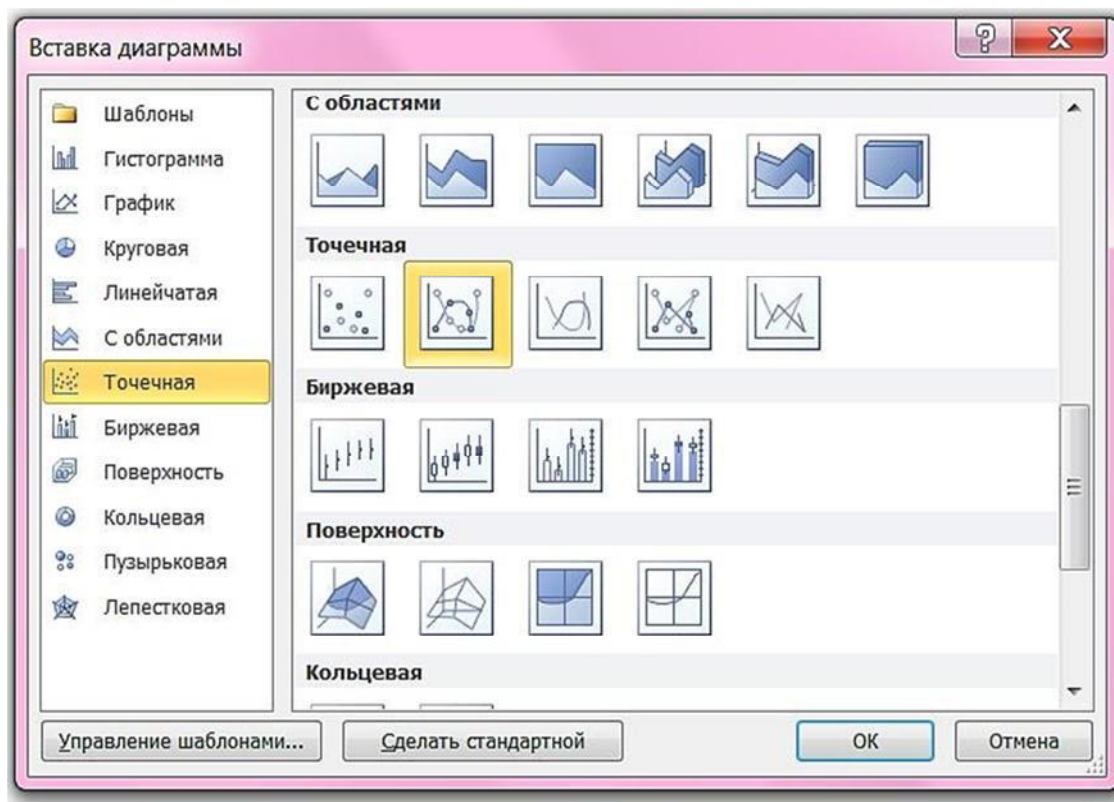 Вставка диаграммы
Шаблоны
Гистограмма
График
Круговая
Линейчатая
С областями
Точечная
Биржевая
Поверхность
Кольцевая
Пузырьковая
Лепестковая
С областями
Точечная
Биржевая
Поверхность
Кольцевая
Управление шаблонами...
Сделать стандартной
ОК
Отмена